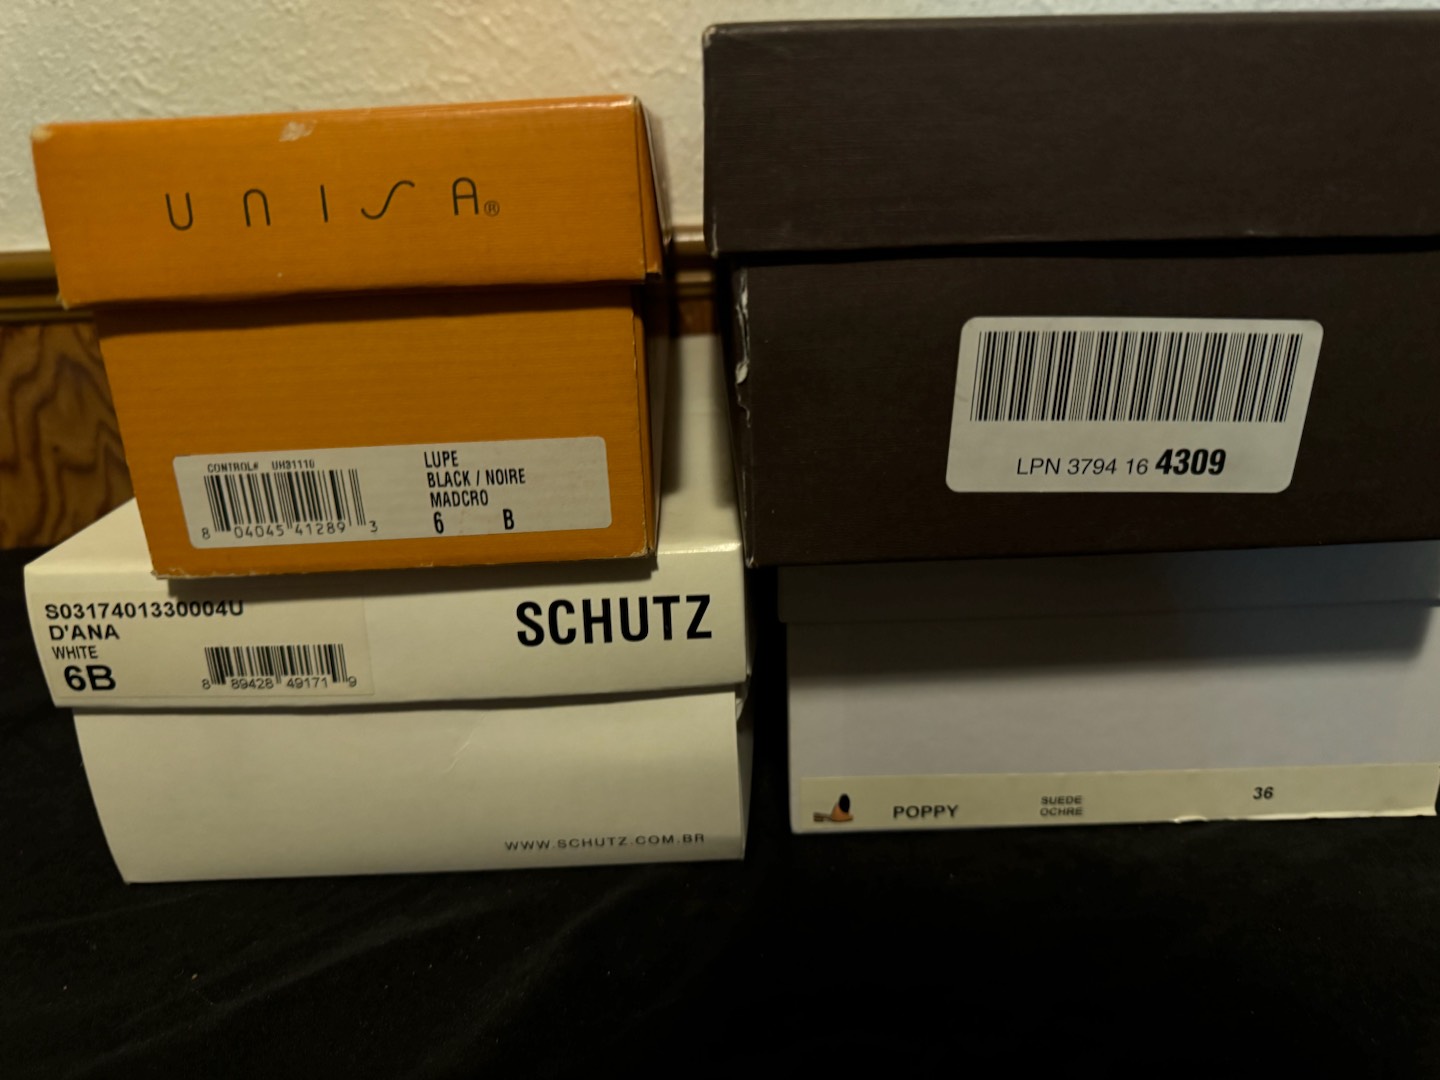 UNISA®
CONTROL# UH31110
8 04045 41289 3
LUPE
BLACK / NOIRE
MADCRO
6 B
S0317401330004U
D'ANA
WHITE
6B
8 89428 49171 9
SCHUTZ
WWW.SCHUTZ.COM.BR
LPN 3794 16 4309
POPPY
SUEDE
OCHRE
36